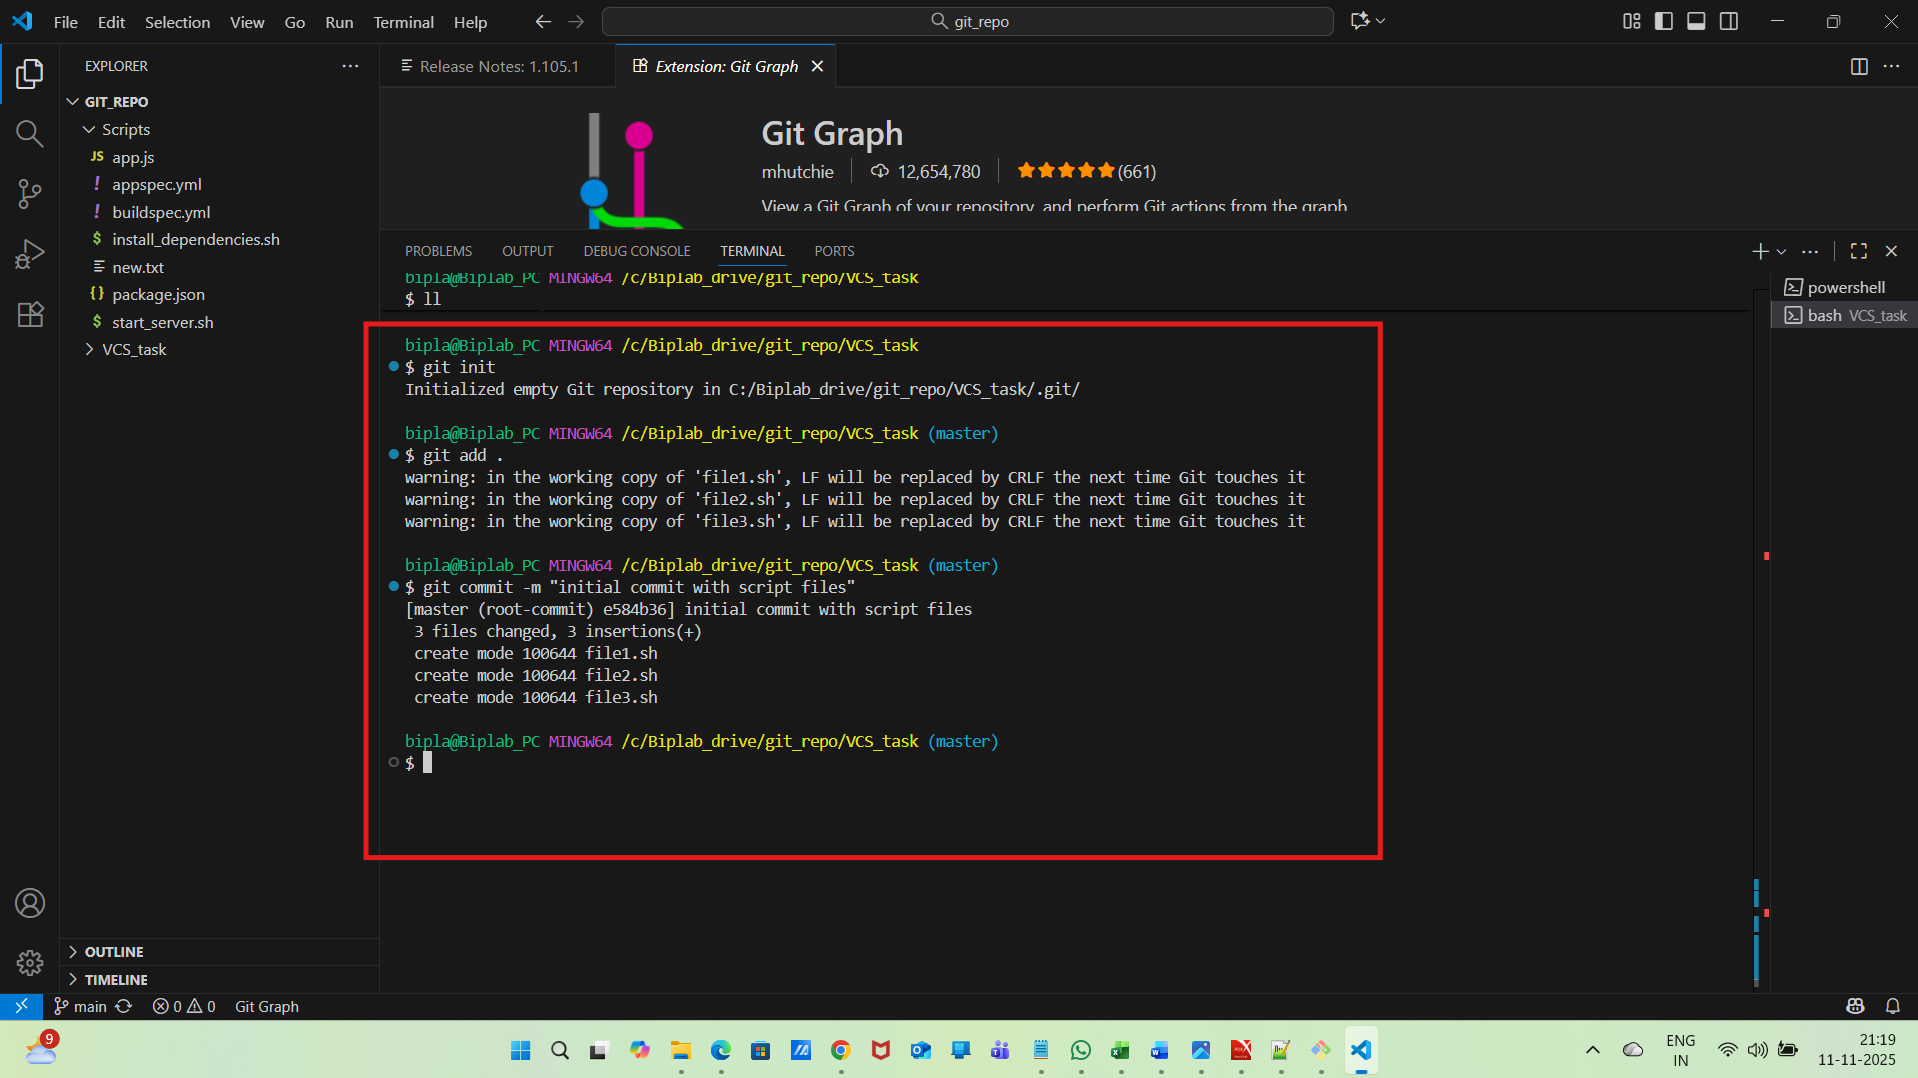 File Edit Selection View Go Run Terminal Help
git_repo
EXPLORER
GIT_REPO
Scripts
JS app.js
! appspec.yml
! buildspec.yml
$ install_dependencies.sh
new.txt
{} package.json
$ start_server.sh
VCS_task
OUTLINE
TIMELINE
Release Notes: 1.105.1
Extension: Git Graph
Git Graph
mhutchie 12,654,780 (661)
View a Git Graph of your repository, and perform Git actions from the graph
PROBLEMS OUTPUT DEBUG CONSOLE TERMINAL PORTS
bipla@Biplab_PC MINGW64 /c/Biplab_drive/git_repo/VCS_task
$ ll
bipla@Biplab_PC MINGW64 /c/Biplab_drive/git_repo/VCS_task
$ git init
Initialized empty Git repository in C:/Biplab_drive/git_repo/VCS_task/.git/
bipla@Biplab_PC MINGW64 /c/Biplab_drive/git_repo/VCS_task (master)
$ git add .
warning: in the working copy of 'file1.sh', LF will be replaced by CRLF the next time Git touches it
warning: in the working copy of 'file2.sh', LF will be replaced by CRLF the next time Git touches it
warning: in the working copy of 'file3.sh', LF will be replaced by CRLF the next time Git touches it
bipla@Biplab_PC MINGW64 /c/Biplab_drive/git_repo/VCS_task (master)
$ git commit -m "initial commit with script files"
[master (root-commit) e584b36] initial commit with script files
3 files changed, 3 insertions(+)
create mode 100644 file1.sh
create mode 100644 file2.sh
create mode 100644 file3.sh
bipla@Biplab_PC MINGW64 /c/Biplab_drive/git_repo/VCS_task (master)
$
powershell
bash VCS_task
main 0 0 Git Graph
9
ENG
IN
21:19
11-11-2025